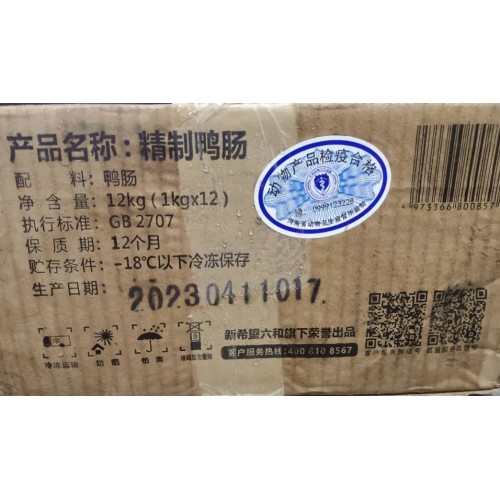 产品名称：精制鸭肠
配 料：鸭肠
净 含 量：12kg（1kgx12）
执行标准：GB 2707
保 质 期：12个月
贮存条件：-18℃以下冷冻保存
生产日期：
20230411017
动物产品检疫合格
0999123228
4973366800857
冷冻运输
防晒
怕雨
新希望六和旗下荣誉出品
客户服务热线：400 810 8567